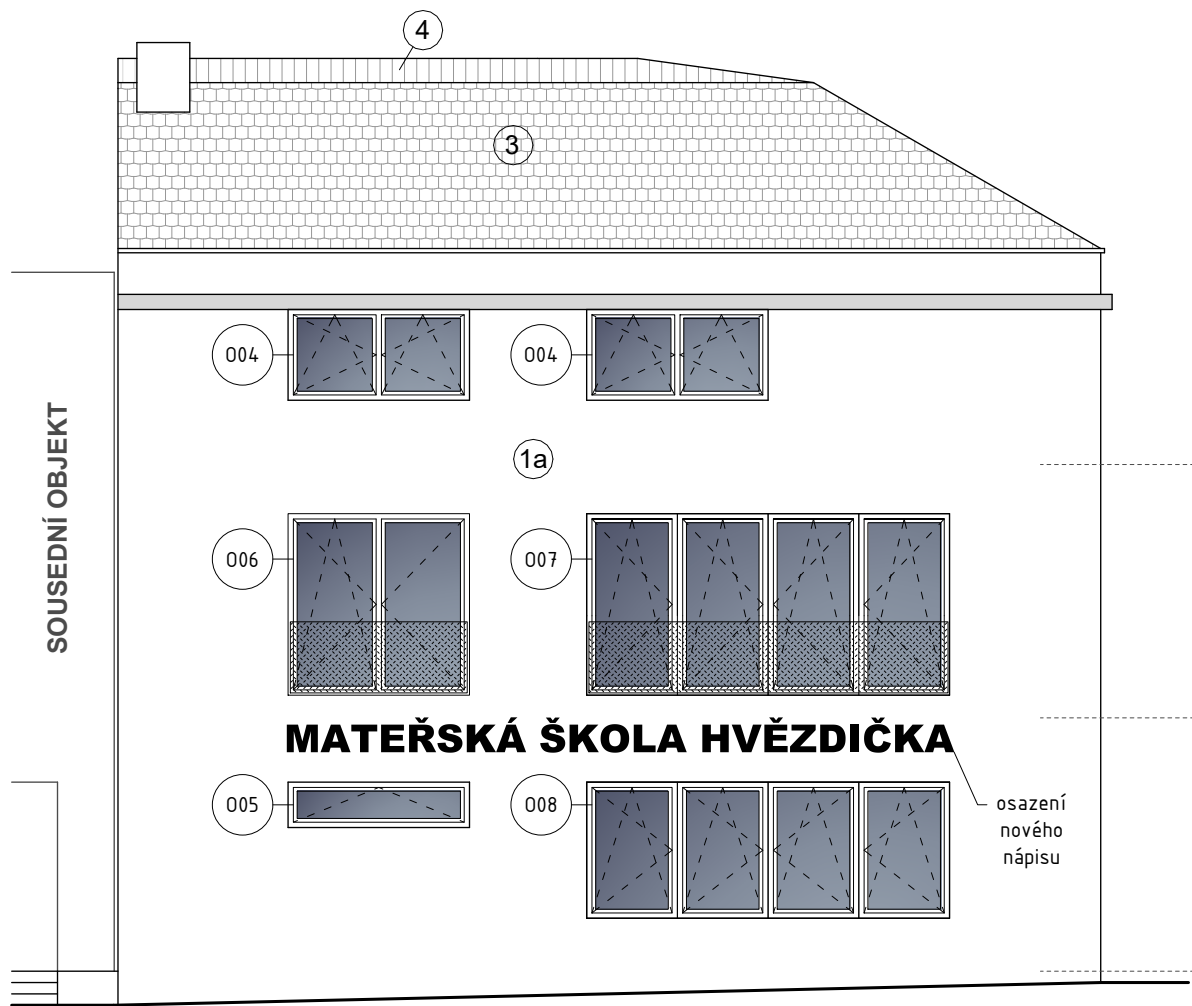 4
3
004
004
1a
SOUSEDNÍ OBJEKT
006
007
MATEŘSKÁ ŠKOLA HVĚZDIČKA
005
008
osazení
nového
nápisu